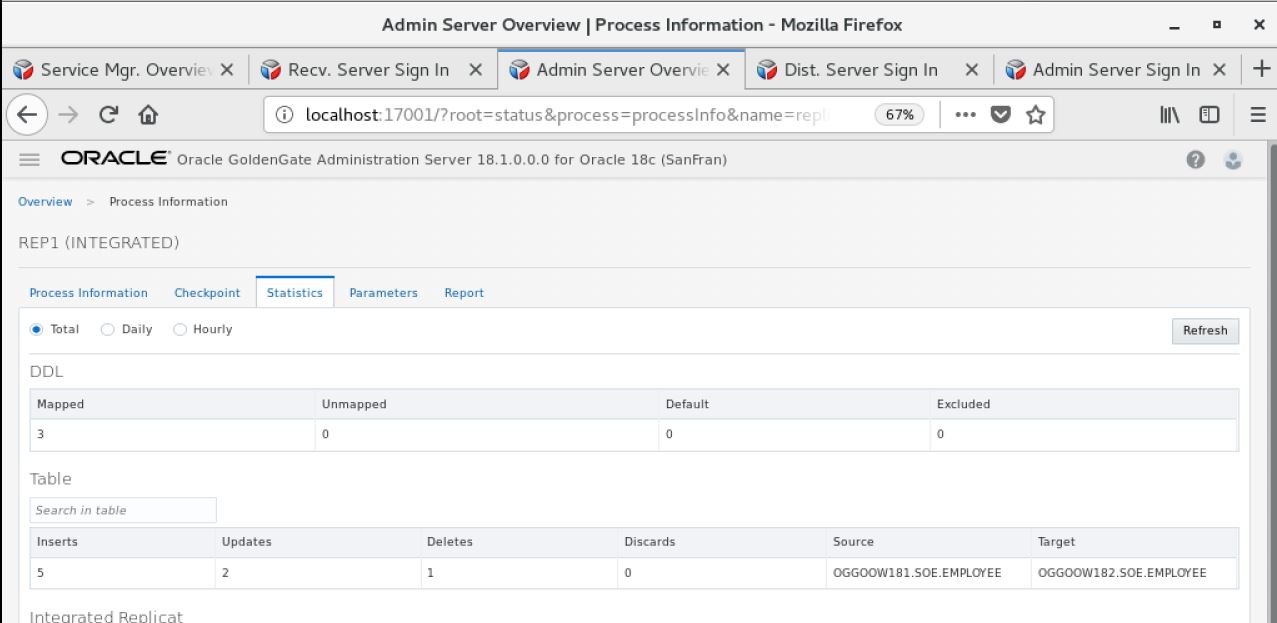 Admin Server Overview | Process Information - Mozilla Firefox
Service Mgr. Overview Recv. Server Sign In Admin Server Overvie Dist. Server Sign In Admin Server Sign In
localhost:17001/?root=status&process=processInfo&name=repl 67%
ORACLE Oracle GoldenGate Administration Server 18.1.0.0.0 for Oracle 18c (SanFran)
Overview > Process Information
REP1 (INTEGRATED)
Process Information Checkpoint Statistics Parameters Report
Total Daily Hourly Refresh
DDL
Mapped Unmapped Default Excluded
3 0 0 0
Table
Search in table
Inserts Updates Deletes Discards Source Target
5 2 1 0 OGGOOW181.SOE.EMPLOYEE OGGOOW182.SOE.EMPLOYEE
Integrated Replicat